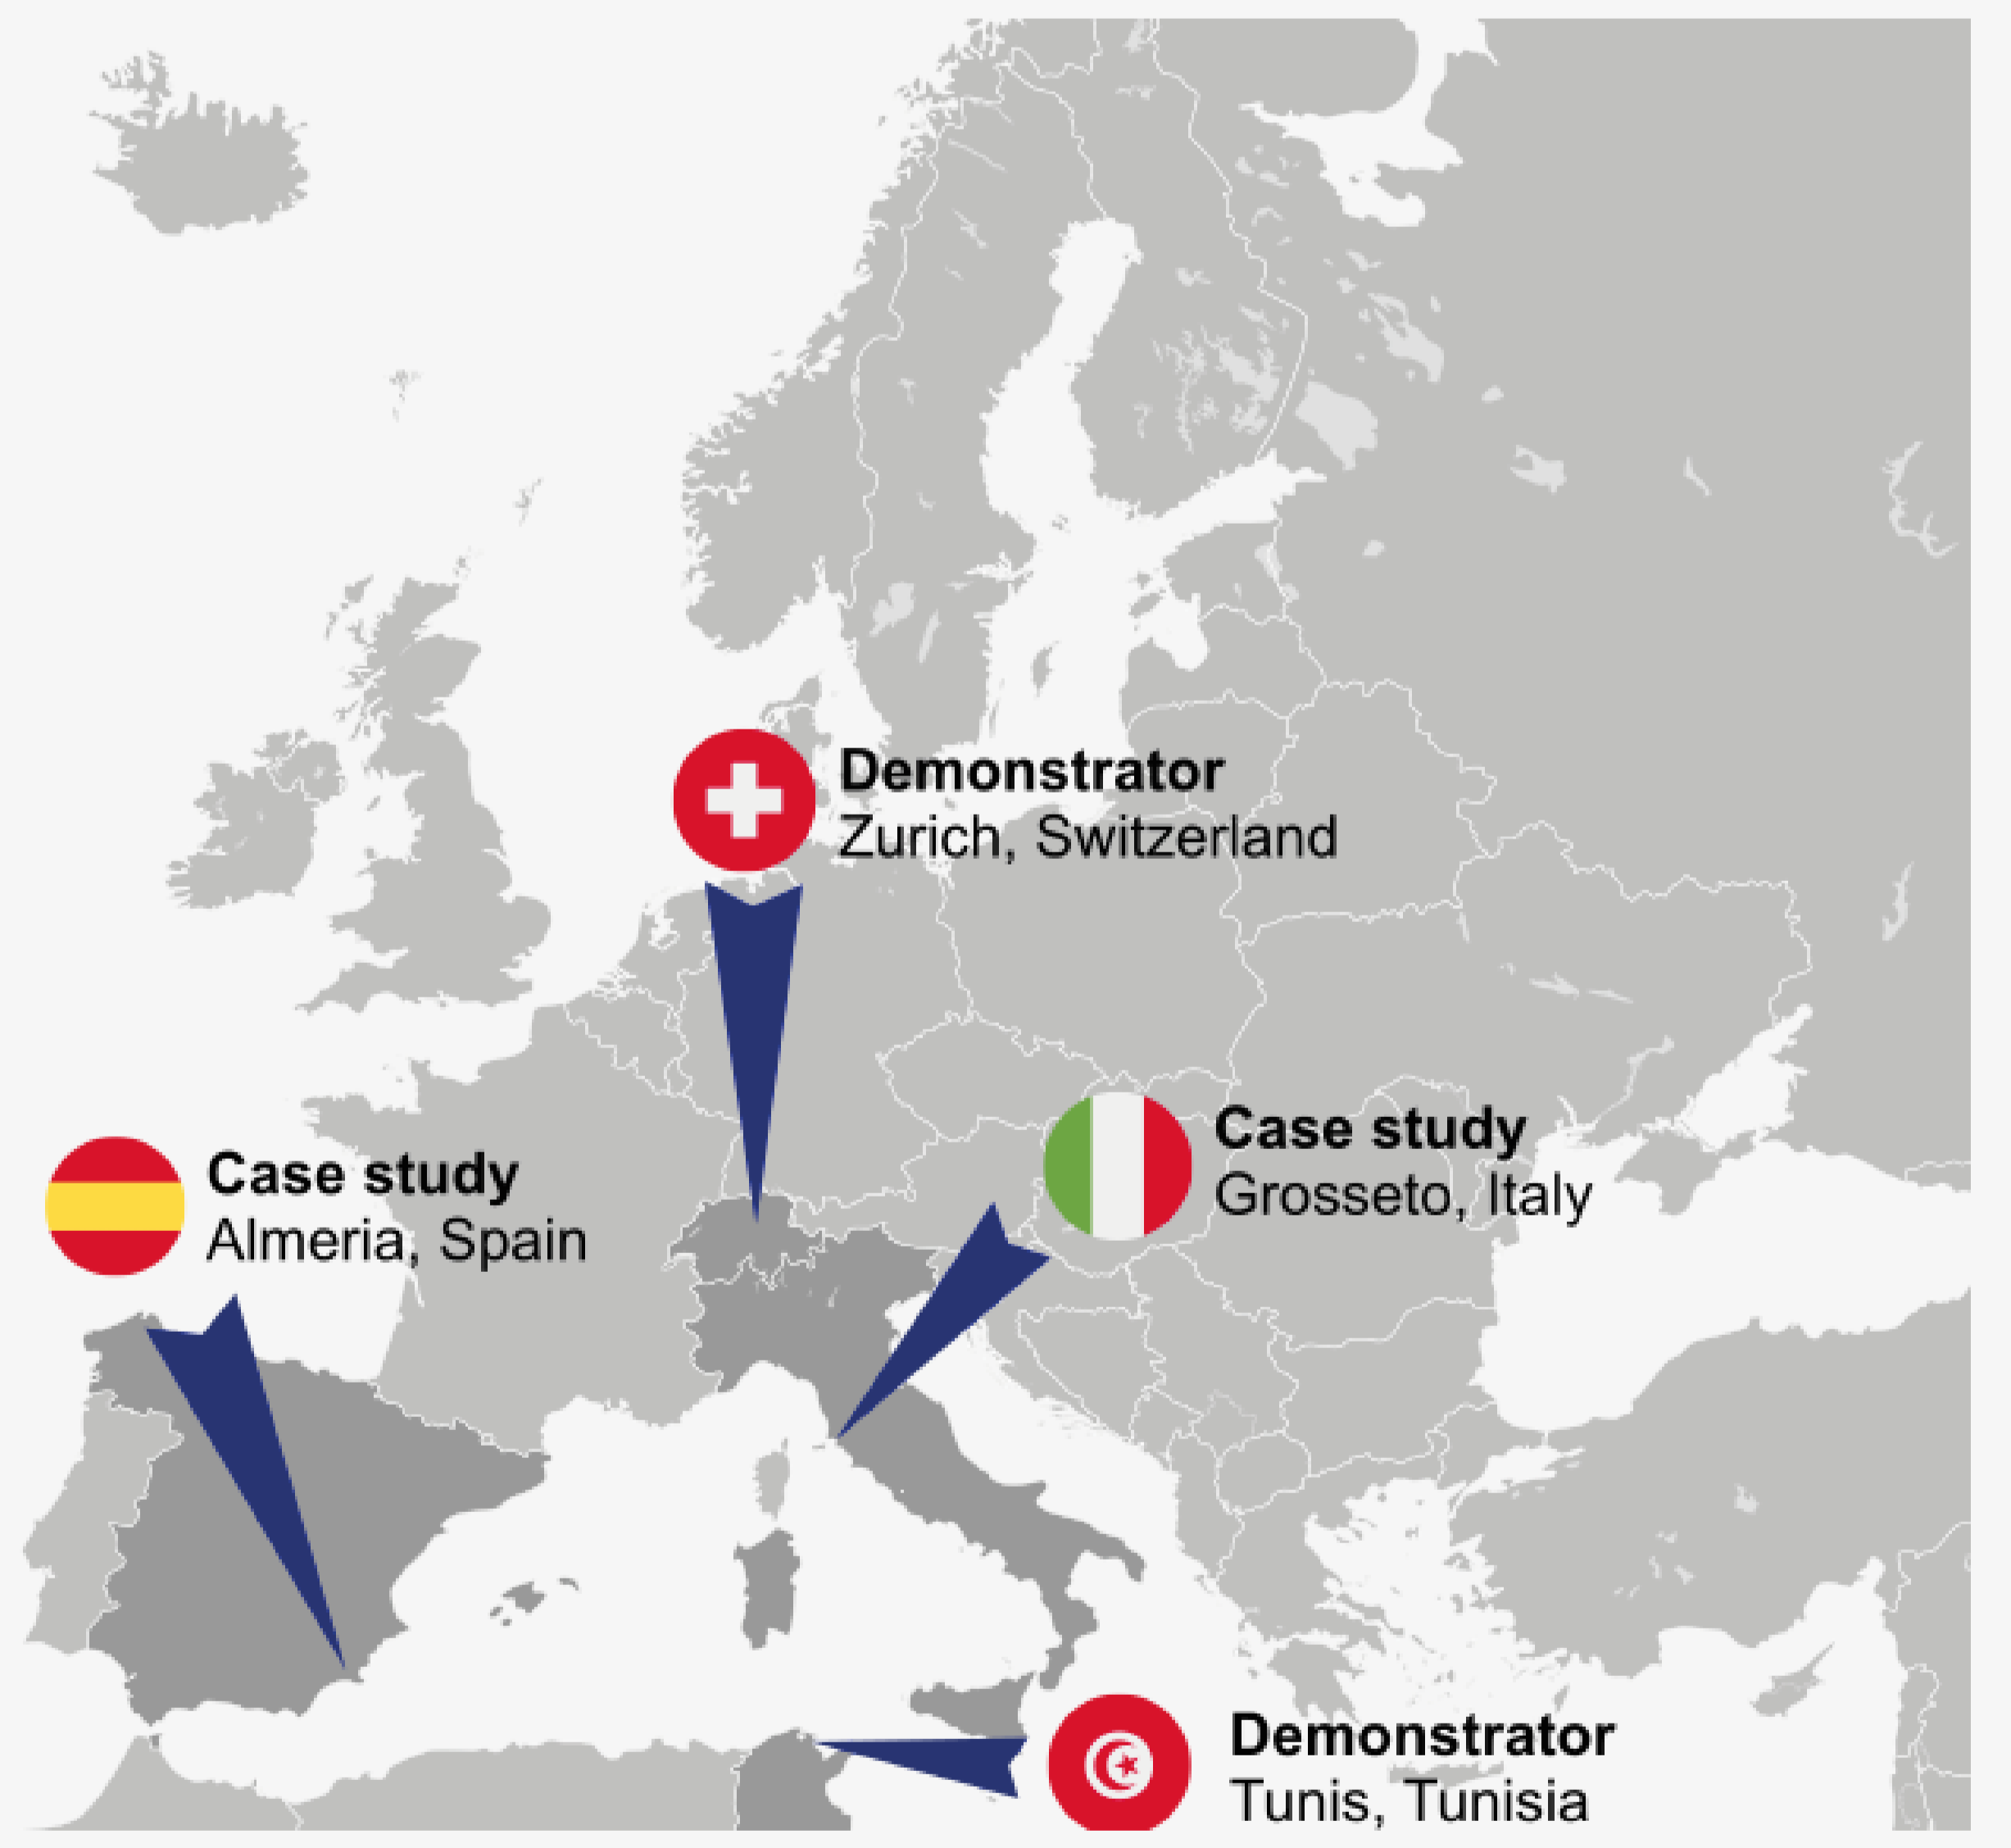 Demonstrator
Zurich, Switzerland
Case study
Grosseto, Italy
Case study
Almeria, Spain
Demonstrator
Tunis, Tunisia